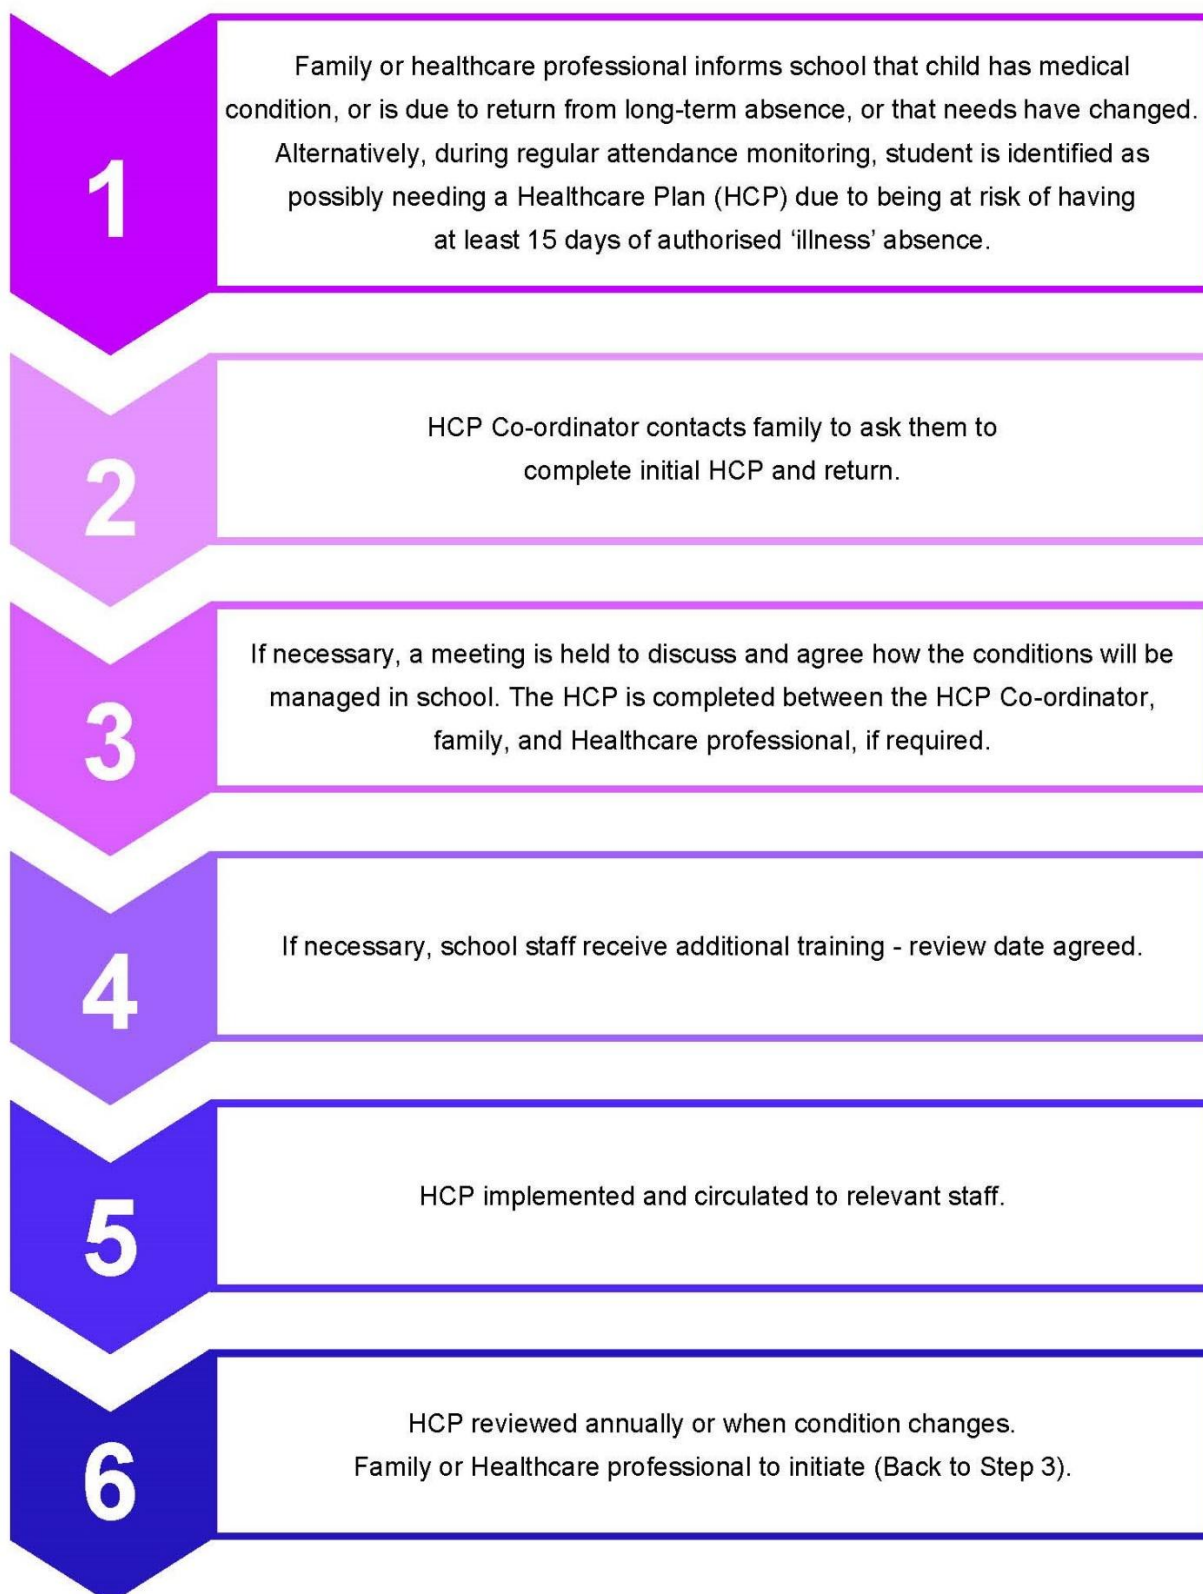 1
Family or healthcare professional informs school that child has medical
condition, or is due to return from long-term absence, or that needs have changed.
Alternatively, during regular attendance monitoring, student is identified as
possibly needing a Healthcare Plan (HCP) due to being at risk of having
at least 15 days of authorised ‘illness’ absence.
2
HCP Co-ordinator contacts family to ask them to
complete initial HCP and return.
3
If necessary, a meeting is held to discuss and agree how the conditions will be
managed in school. The HCP is completed between the HCP Co-ordinator,
family, and Healthcare professional, if required.
4
If necessary, school staff receive additional training - review date agreed.
5
HCP implemented and circulated to relevant staff.
6
HCP reviewed annually or when condition changes.
Family or Healthcare professional to initiate (Back to Step 3).